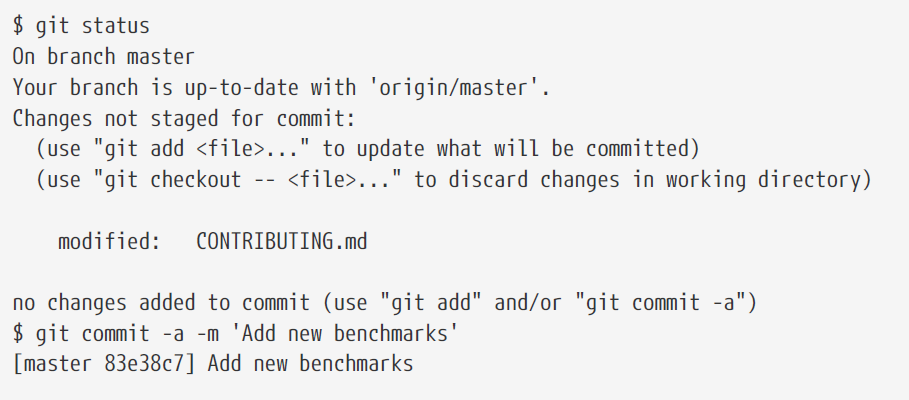 $ git status
On branch master
Your branch is up-to-date with 'origin/master'.
Changes not staged for commit:
  (use "git add <file>..." to update what will be committed)
  (use "git checkout -- <file>..." to discard changes in working directory)

    modified:   CONTRIBUTING.md

no changes added to commit (use "git add" and/or "git commit -a")
$ git commit -a -m 'Add new benchmarks'
[master 83e38c7] Add new benchmarks